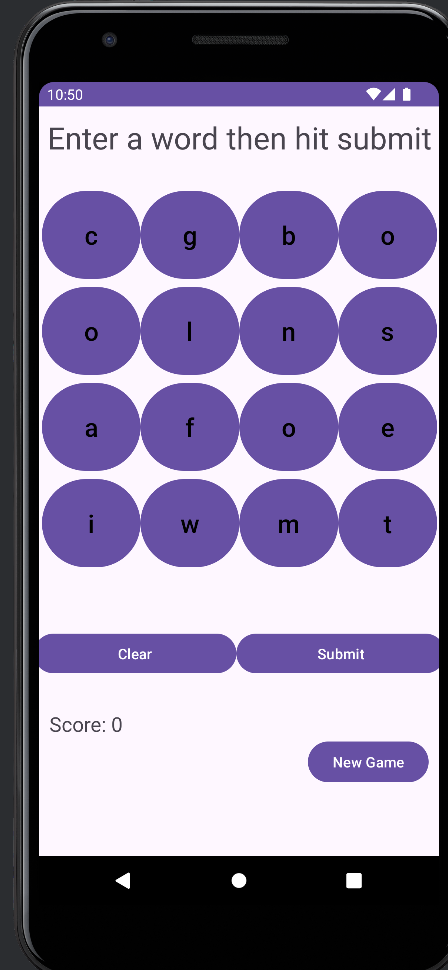 10:50
Enter a word then hit submit
c g b o
o l n s
a f o e
i w m t
Clear Submit
Score: 0
New Game